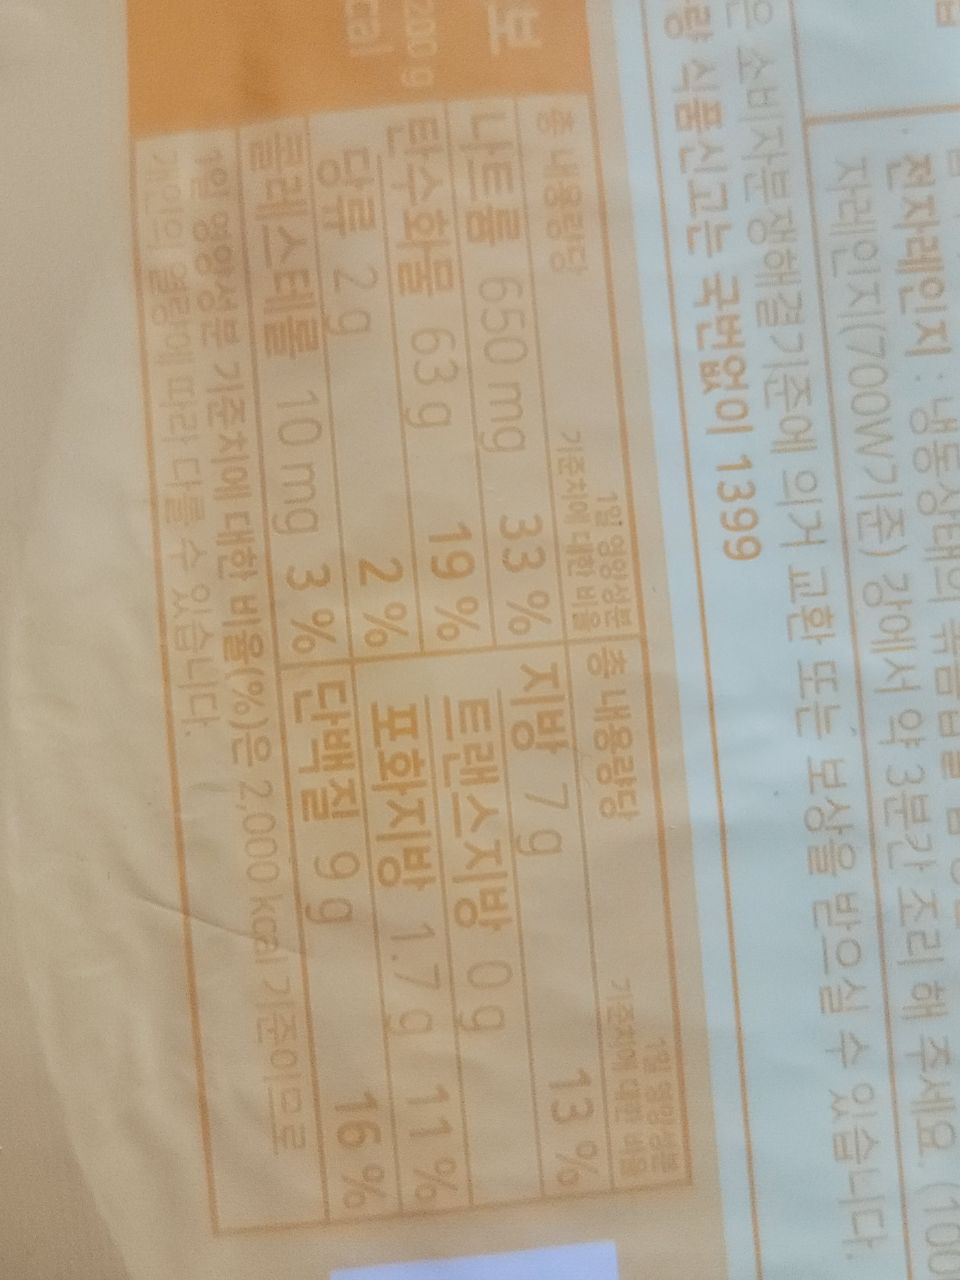 전자레인지 : 냉동상태의 볶음밥을
자레인지(700W기준) 강에서 약 3분간 조리 해 주세요. (100
은 소비자분쟁해결기준에 의거 교환 또는 보상을 받으실 수 있습니다.
량 식품신고는 국번없이 1399
보
200 g
cal
총 내용량당
1일 영양성분
기준치에 대한 비율
나트륨 650 mg 33 %
탄수화물 63 g 19 %
당류 2 g 2 %
콜레스테롤 10 mg 3 %
총 내용량당
1일 영양성분
기준치에 대한 비율
지방 7 g 13 %
트랜스지방 0 g
포화지방 1.7 g 11 %
단백질 9 g 16 %
1일 영양성분 기준치에 대한 비율(%)은 2,000 kcal 기준이므로
개인의 열량에 따라 다를 수 있습니다.